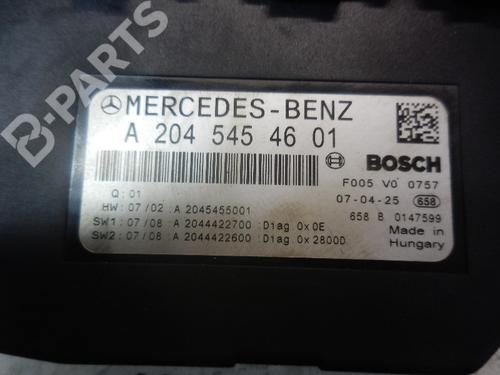 B-PARTS
MERCEDES-BENZ
A 204 545 46 01
BOSCH
Q:01
F005 V0 0757
HW:07/02:A 2045455001
07-04-25 658
SW1:07/08:A 2044422700:Diag.0x0E
658 B 0147599
SW2:07/08:A 2044422600:Diag.0x2800D
Made in
Hungary